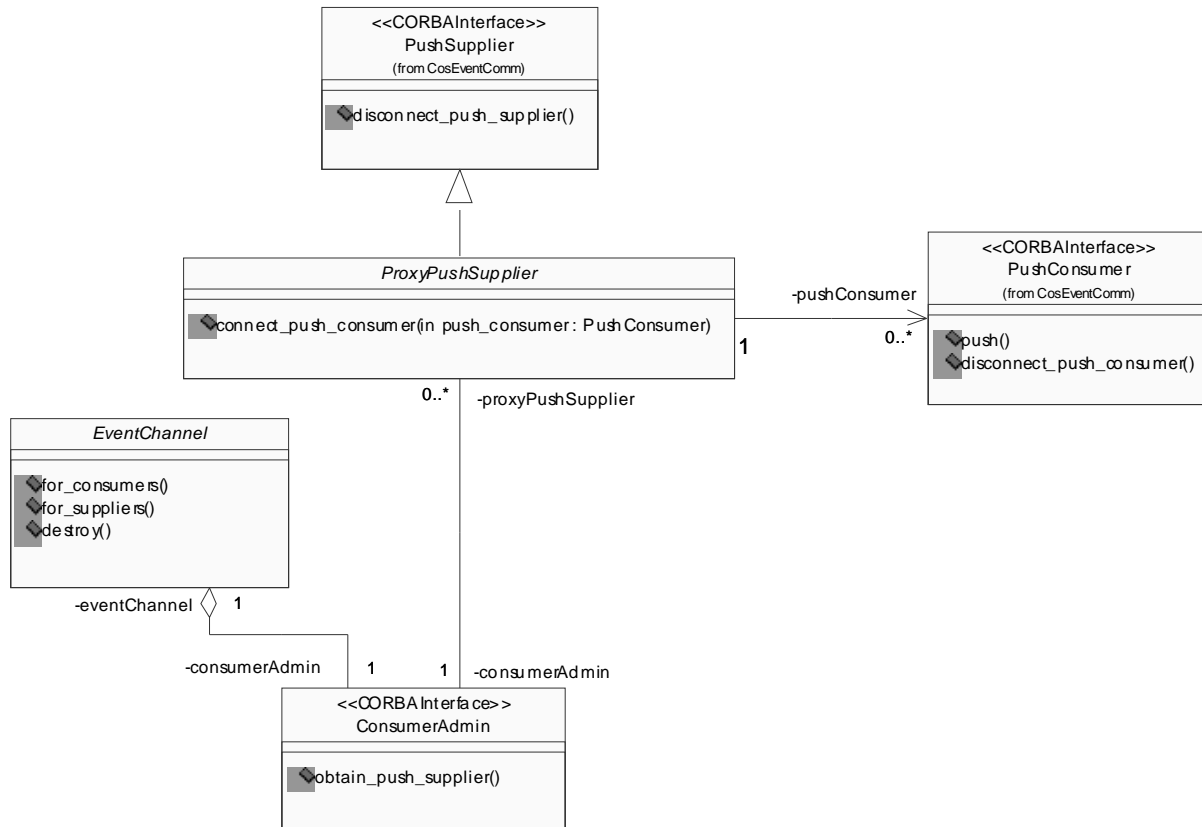 <<CORBAInterface>>
PushSupplier
(from CosEventComm)
disconnect_push_supplier()
ProxyPushSupplier
connect_push_consumer(in push_consumer : PushConsumer)
<<CORBAInterface>>
PushConsumer
(from CosEventComm)
push()
disconnect_push_consumer()
-pushConsumer
1
0..*
0..*
-proxyPushSupplier
EventChannel
for_consumers()
for_suppliers()
destroy()
-eventChannel
1
-consumerAdmin
1
1
-consumerAdmin
<<CORBAInterface>>
ConsumerAdmin
obtain_push_supplier()